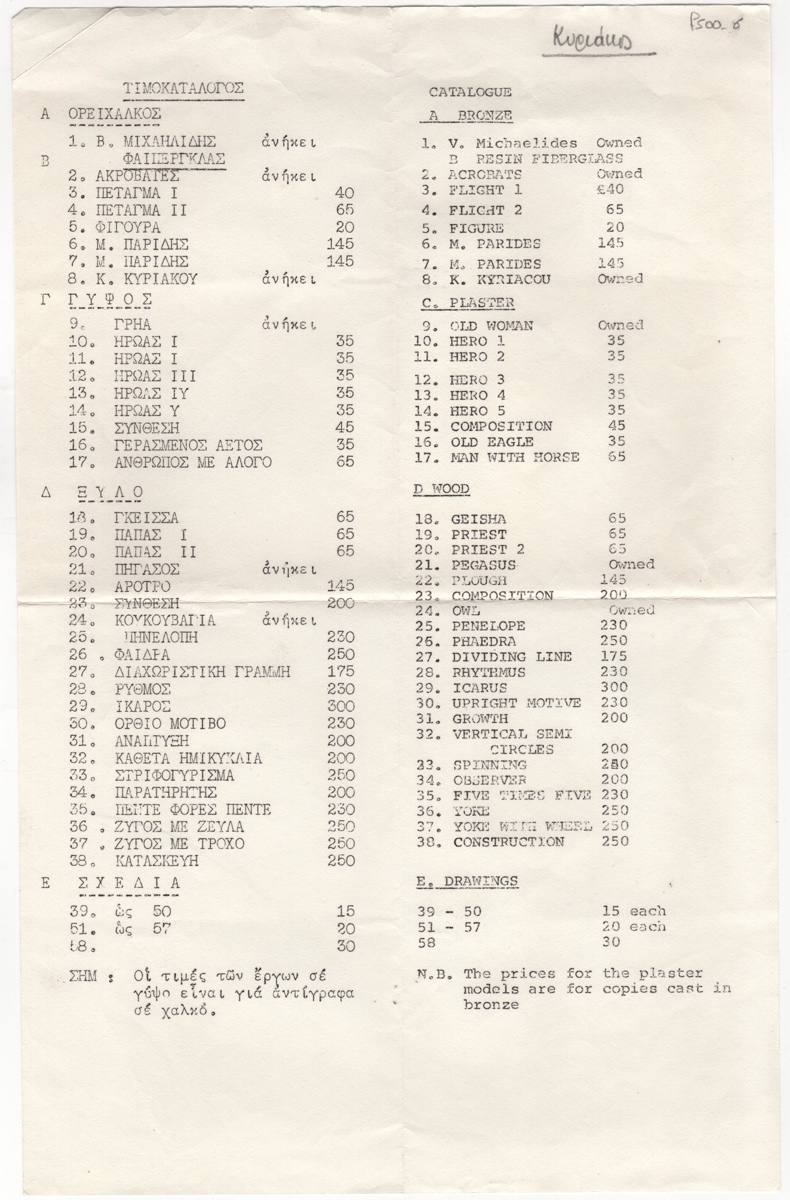 Κυριάκος
P500_6
ΤΙΜΟΚΑΤΑΛΟΓΟΣ
Α ΟΡΕΙΧΑΛΚΟΣ
1. Β. ΜΙΧΑΗΛΙΔΗΣ ἀνήκει
Β ΦΑΙΠΕΡΓΚΛΑΣ
2. ΑΚΡΟΒΑΤΕΣ ἀνήκει
3. ΠΕΤΑΓΜΑ Ι 40
4. ΠΕΤΑΓΜΑ ΙΙ 65
5. ΦΙΓΟΥΡΑ 20
6. Μ. ΠΑΡΙΔΗΣ 145
7. Μ. ΠΑΡΙΔΗΣ 145
8. Κ. ΚΥΡΙΑΚΟΥ ἀνήκει
Γ Γ Υ Ψ Ο Σ
9. ΓΡΗΑ ἀνήκει
10. ΗΡΩΑΣ Ι 35
11. ΗΡΩΑΣ Ι 35
12. ΗΡΩΑΣ ΙΙΙ 35
13. ΗΡΩΑΣ ΙΥ 35
14. ΗΡΩΑΣ Υ 35
15. ΣΥΝΘΕΣΗ 45
16. ΓΕΡΑΣΜΕΝΟΣ ΑΕΤΟΣ 35
17. ΑΝΘΡΩΠΟΣ ΜΕ ΑΛΟΓΟ 65
Δ Ξ Υ Λ Ο
18. ΓΚΕΙΣΣΑ 65
19. ΠΑΠΑΣ Ι 65
20. ΠΑΠΑΣ ΙΙ 65
21. ΠΗΓΑΣΟΣ ἀνήκει
22. ΑΡΟΤΡΟ 145
23. ΣΥΝΘΕΣΗ 200
24. ΚΟΥΚΟΥΒΑΓΙΑ ἀνήκει
25. ΠΗΝΕΛΟΠΗ 230
26 . ΦΑΙΔΡΑ 250
27. ΔΙΑΧΩΡΙΣΤΙΚΗ ΓΡΑΜΜΗ 175
28. ΡΥΘΜΟΣ 230
29. ΙΚΑΡΟΣ 300
30. ΟΡΘΙΟ ΜΟΤΙΒΟ 230
31. ΑΝΑΠΤΥΞΗ 200
32. ΚΑΘΕΤΑ ΗΜΙΚΥΚΛΙΑ 200
33. ΣΤΡΙΦΟΓΥΡΙΣΜΑ 250
34. ΠΑΡΑΤΗΡΗΤΗΣ 200
35. ΠΕΝΤΕ ΦΟΡΕΣ ΠΕΝΤΕ 230
36 . ΖΥΓΟΣ ΜΕ ΖΕΥΛΑ 250
37 . ΖΥΓΟΣ ΜΕ ΤΡΟΧΟ 250
38. ΚΑΤΑΣΚΕΥΗ 250
Ε Σ Χ Ε Δ Ι Α
39. ὡς 50 15
51. ὡς 57 20
58. 30
ΣΗΜ : Οἱ τιμές τῶν ἔργων σέ
γύψο εἶναι γιά ἀντίγραφα
σέ χαλκό.
CATALOGUE
A BRONZE
1. V. Michaelides Owned
B RESIN FIBERGLASS
2. ACROBATS Owned
3. FLIGHT 1 £40
4. FLIGHT 2 65
5. FIGURE 20
6. M. PARIDES 145
7. M. PARIDES 145
8. K. KYRIACOU Owned
C. PLASTER
9. OLD WOMAN Owned
10. HERO 1 35
11. HERO 2 35
12. HERO 3 35
13. HERO 4 35
14. HERO 5 35
15. COMPOSITION 45
16. OLD EAGLE 35
17. MAN WITH HORSE 65
D WOOD
18. GEISHA 65
19. PRIEST 65
20. PRIEST 2 65
21. PEGASUS Owned
22. PLOUGH 145
23. COMPOSITION 200
24. OWL Owned
25. PENELOPE 230
26. PHAEDRA 250
27. DIVIDING LINE 175
28. RHYTHMUS 230
29. ICARUS 300
30. UPRIGHT MOTIVE 230
31. GROWTH 200
32. VERTICAL SEMI
CIRCLES 200
33. SPINNING 250
34. OBSERVER 200
35. FIVE TIMES FIVE 230
36. YOKE 250
37. YOKE WITH WHEEL 250
38. CONSTRUCTION 250
E. DRAWINGS
39 - 50 15 each
51 - 57 20 each
58 30
N.B. The prices for the plaster
models are for copies cast in
bronze